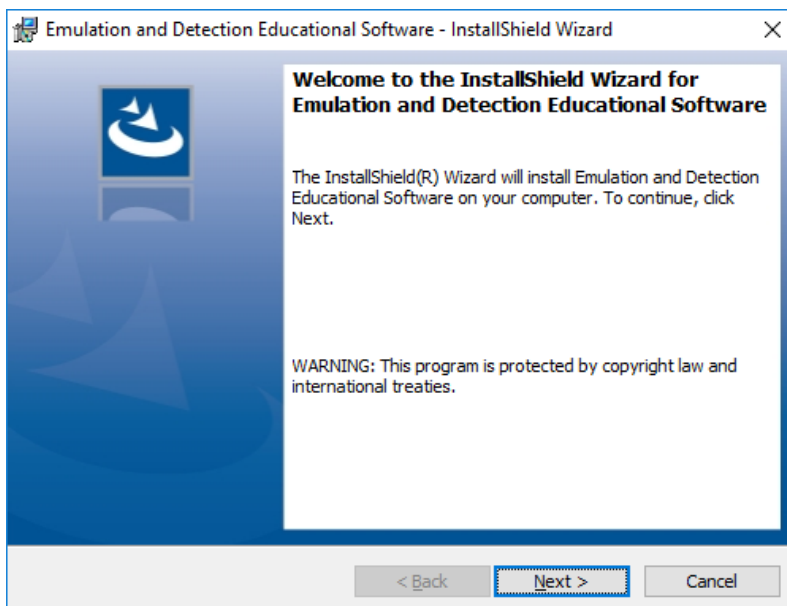 Emulation and Detection Educational Software - InstallShield Wizard
Welcome to the InstallShield Wizard for
Emulation and Detection Educational Software
The InstallShield(R) Wizard will install Emulation and Detection
Educational Software on your computer. To continue, click
Next.
WARNING: This program is protected by copyright law and
international treaties.
< Back
Next >
Cancel